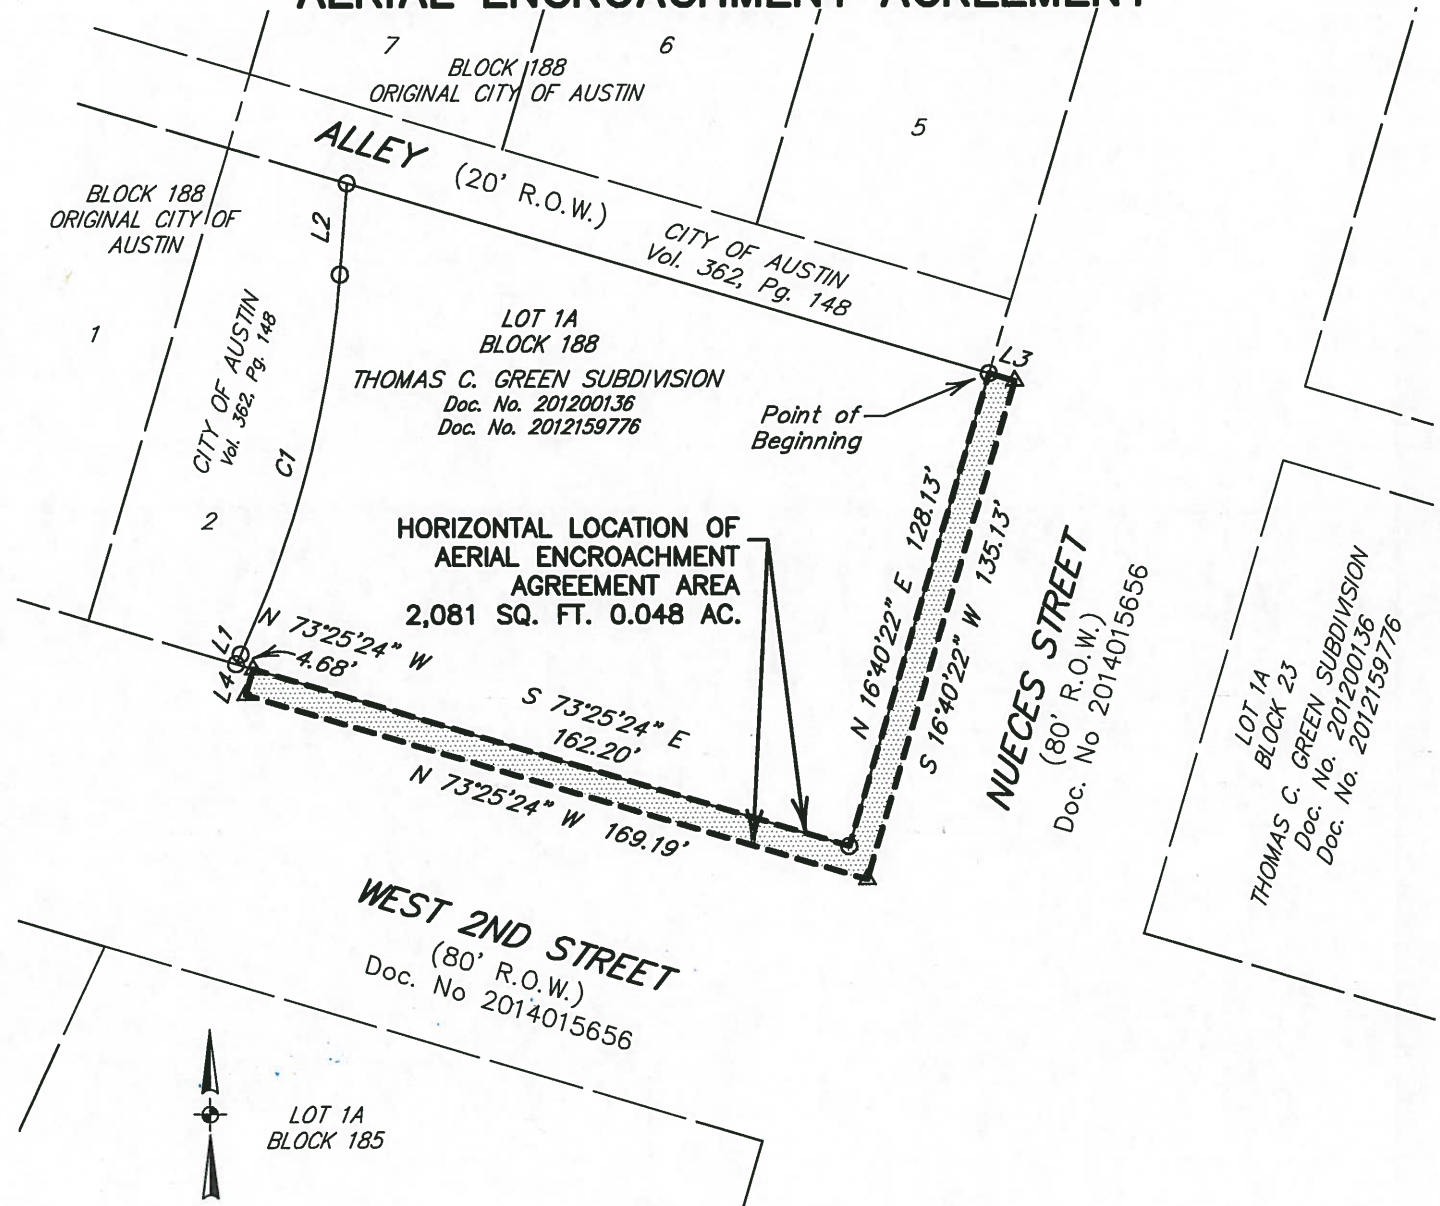 AERIAL ENCROACHMENT AGREEMENT
7
6
BLOCK 188
ORIGINAL CITY OF AUSTIN
5
ALLEY
(20' R.O.W.)
BLOCK 188
ORIGINAL CITY OF
AUSTIN
L2
CITY OF AUSTIN
Vol. 362, Pg. 148
1
CITY OF AUSTIN
Vol. 362, Pg. 148
LOT 1A
BLOCK 188
THOMAS C. GREEN SUBDIVISION
Doc. No. 201200136
Doc. No. 2012159776
L3
Point of
Beginning
C1
2
HORIZONTAL LOCATION OF
AERIAL ENCROACHMENT
AGREEMENT AREA
2,081 SQ. FT. 0.048 AC.
N 16°40'22" E 128.13'
S 16°40'22" W 135.13'
NUECES STREET
(80' R.O.W.)
Doc. No 2014015656
LOT 1A
BLOCK 23
THOMAS C. GREEN SUBDIVISION
Doc. No. 201200136
Doc. No. 2012159776
L1
N 73°25'24" W
4.68'
L4
S 73°25'24" E
162.20'
N 73°25'24" W 169.19'
WEST 2ND STREET
(80' R.O.W.)
Doc. No 2014015656
LOT 1A
BLOCK 185